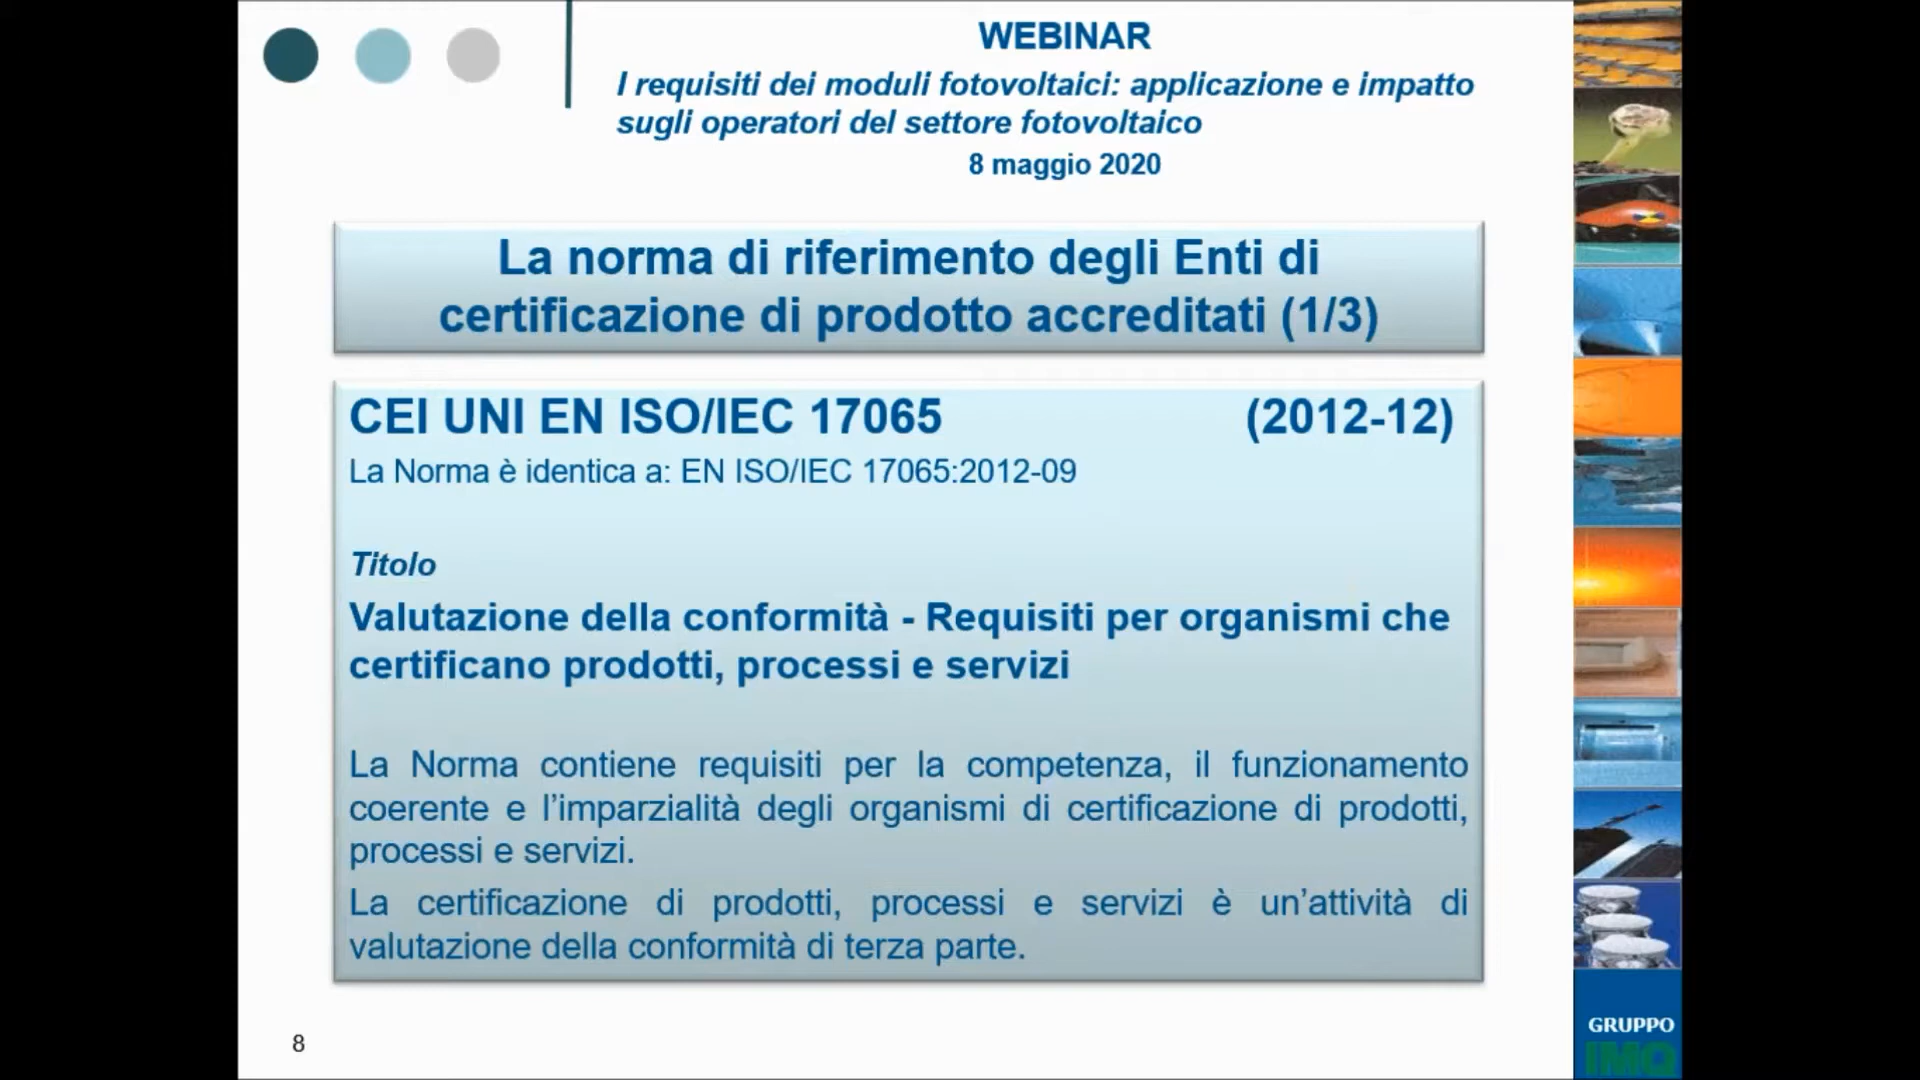 WEBINAR
I requisiti dei moduli fotovoltaici: applicazione e impatto
sugli operatori del settore fotovoltaico
8 maggio 2020
La norma di riferimento degli Enti di
certificazione di prodotto accreditati (1/3)
CEI UNI EN ISO/IEC 17065 (2012-12)
La Norma è identica a: EN ISO/IEC 17065:2012-09
Titolo
Valutazione della conformità - Requisiti per organismi che
certificano prodotti, processi e servizi
La Norma contiene requisiti per la competenza, il funzionamento
coerente e l’imparzialità degli organismi di certificazione di prodotti,
processi e servizi.
La certificazione di prodotti, processi e servizi è un’attività di
valutazione della conformità di terza parte.
8
GRUPPO
IMQ